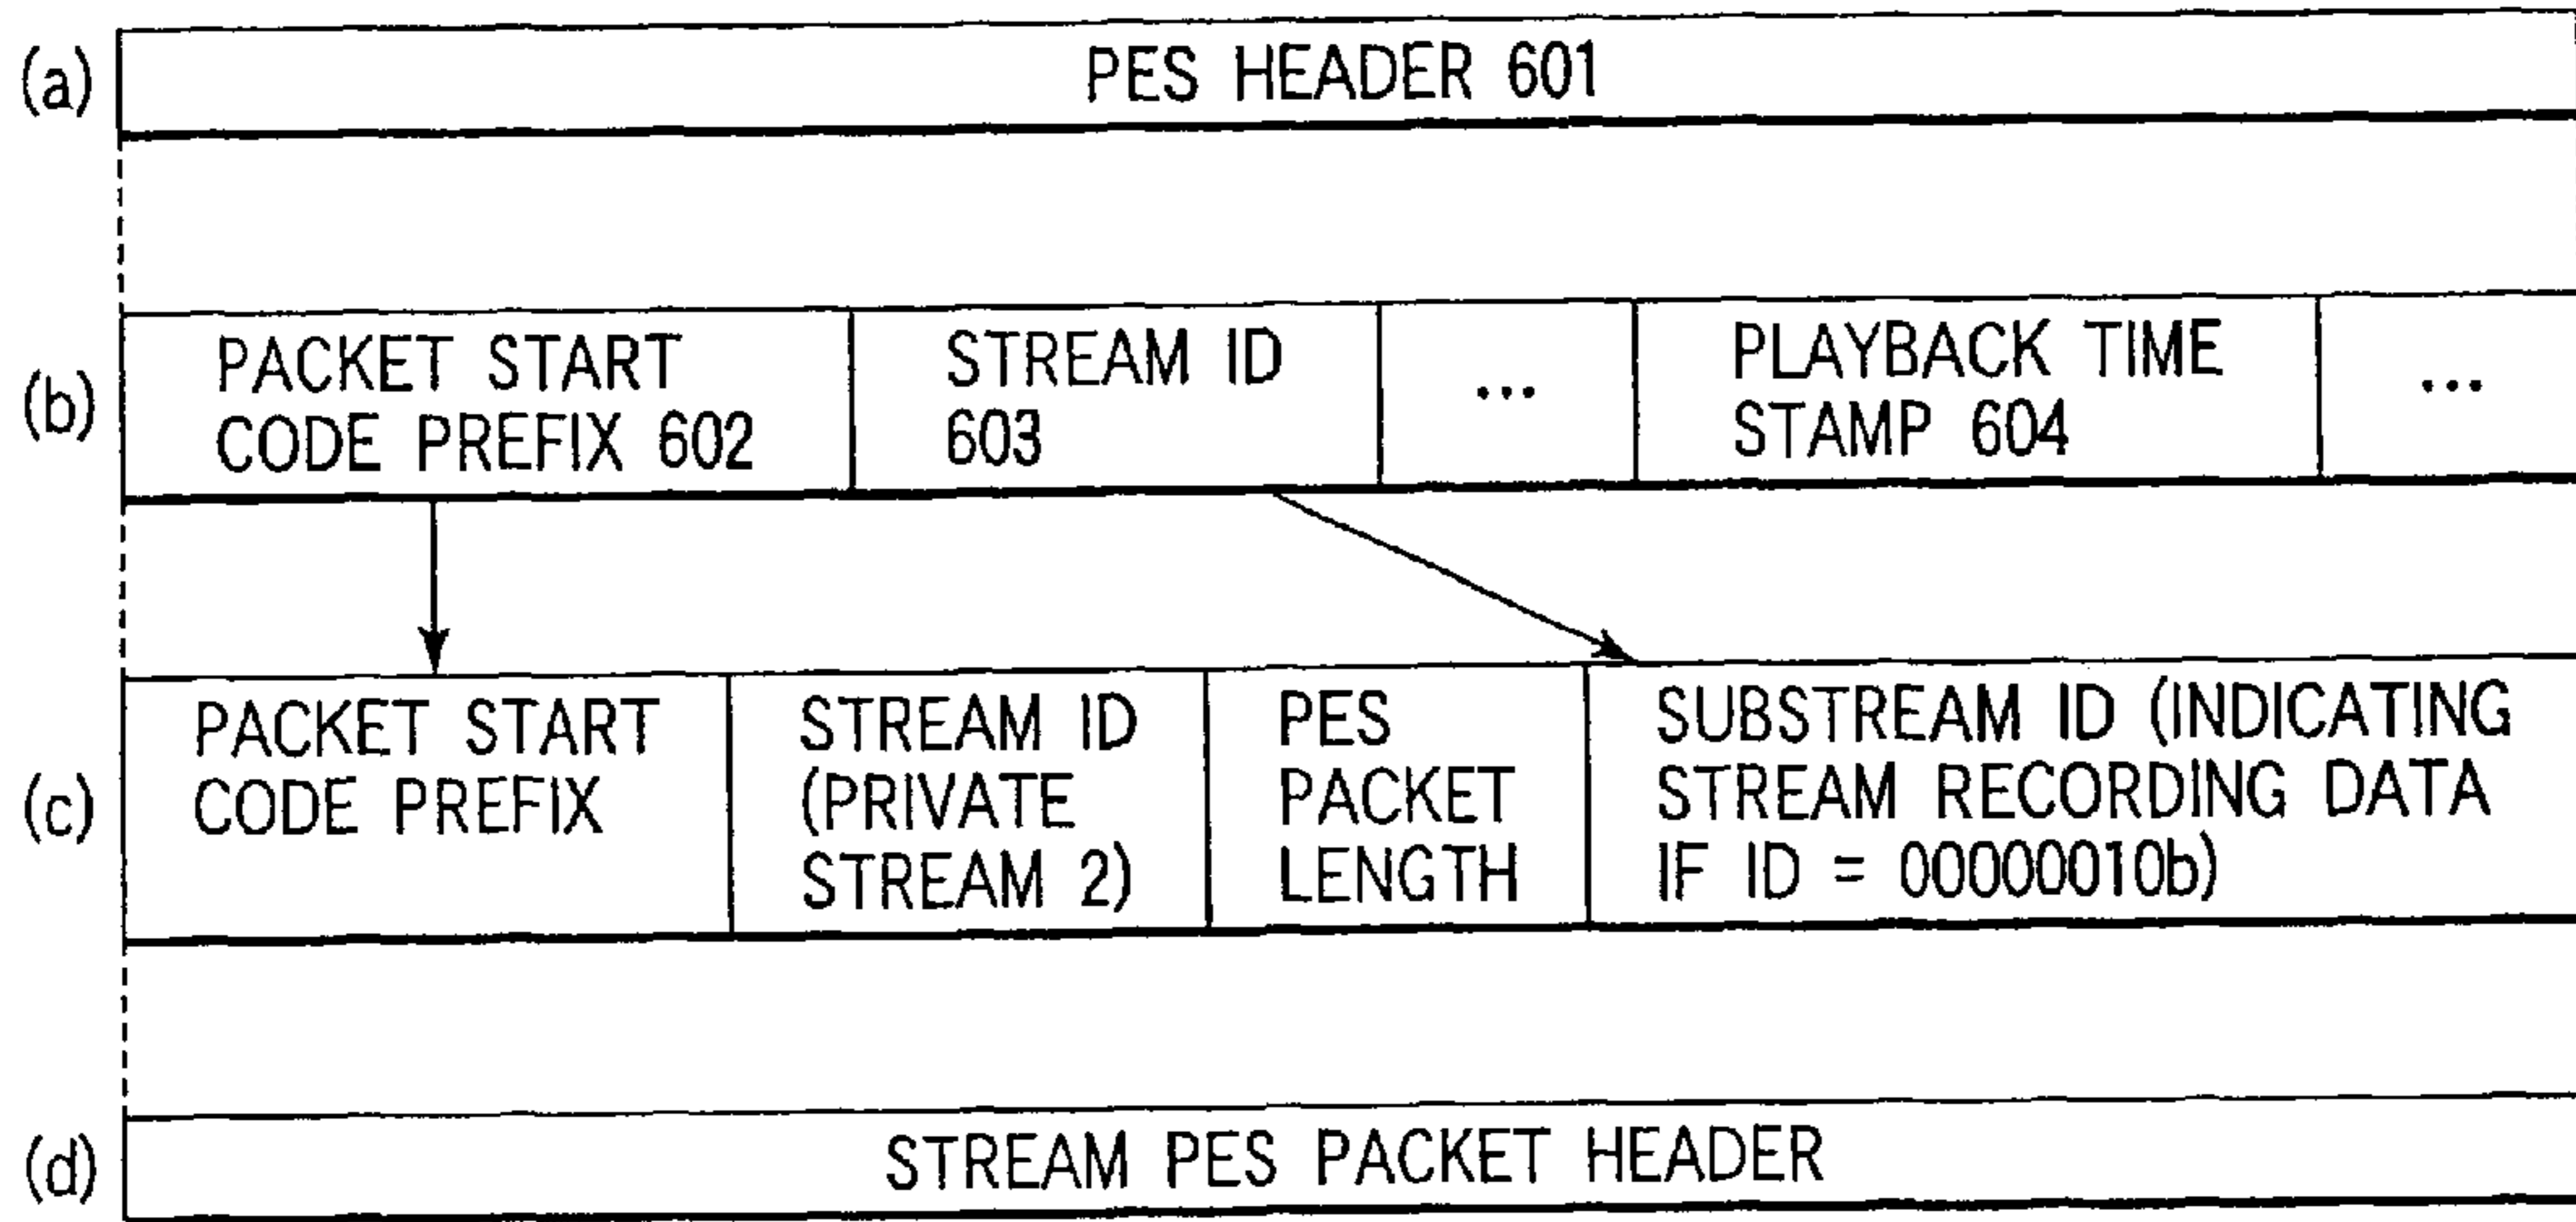 (a)
PES HEADER 601
(b)
PACKET START
CODE PREFIX 602
STREAM ID
603
...
PLAYBACK TIME
STAMP 604
...
(c)
PACKET START
CODE PREFIX
STREAM ID
(PRIVATE
STREAM 2)
PES
PACKET
LENGTH
SUBSTREAM ID (INDICATING
STREAM RECORDING DATA
IF ID = 00000010b)
(d)
STREAM PES PACKET HEADER